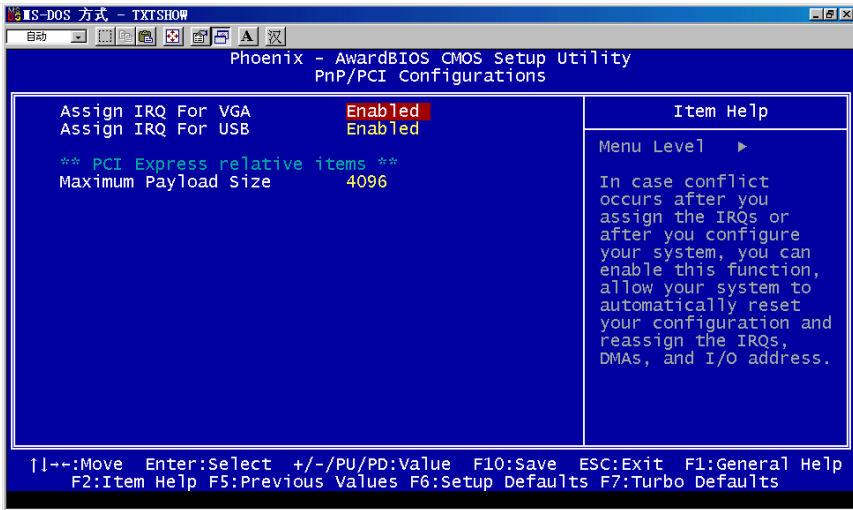 MS-DOS 方式 - TXTSHOW
自动
A
汉
Phoenix - AwardBIOS CMOS Setup Utility
PnP/PCI Configurations
Assign IRQ For VGA Enabled
Assign IRQ For USB Enabled
** PCI Express relative items **
Maximum Payload Size 4096
Item Help
Menu Level ▶
In case conflict
occurs after you
assign the IRQs or
after you configure
your system, you can
enable this function,
allow your system to
automatically reset
your configuration and
reassign the IRQs,
DMAs, and I/O address.
↑↓→←:Move Enter:Select +/-/PU/PD:Value F10:Save ESC:Exit F1:General Help
F2:Item Help F5:Previous Values F6:Setup Defaults F7:Turbo Defaults